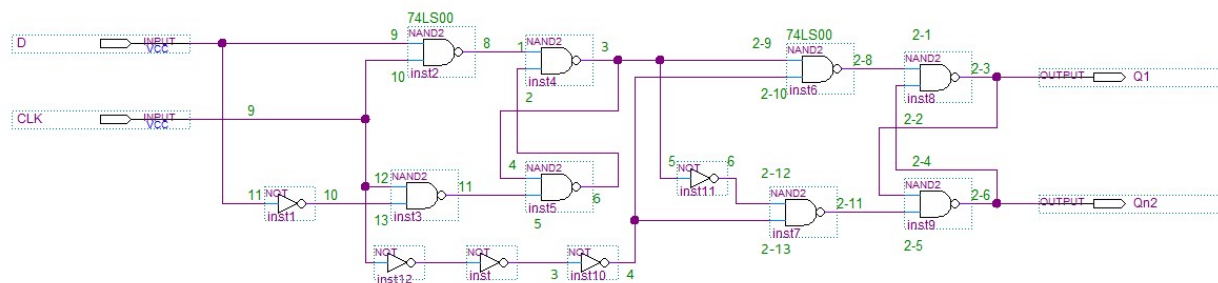 74LS00
74LS00
D
INPUT
VCC
9
NAND2
8
10
inst2
1
NAND2
3
2
inst4
2-9
NAND2
2-8
2-10
inst6
2-1
NAND2
2-3
inst8
OUTPUT
Q1
CLK
INPUT
VCC
9
2-2
2-4
4
NAND2
6
inst5
5
5
NOT
6
inst11
2-12
NAND2
2-11
inst7
2-13
NAND2
2-6
inst9
2-5
OUTPUT
Qn2
11
NOT
10
inst1
12
NAND2
11
13
inst3
NOT
inst12
NOT
inst
3
NOT
4
inst10